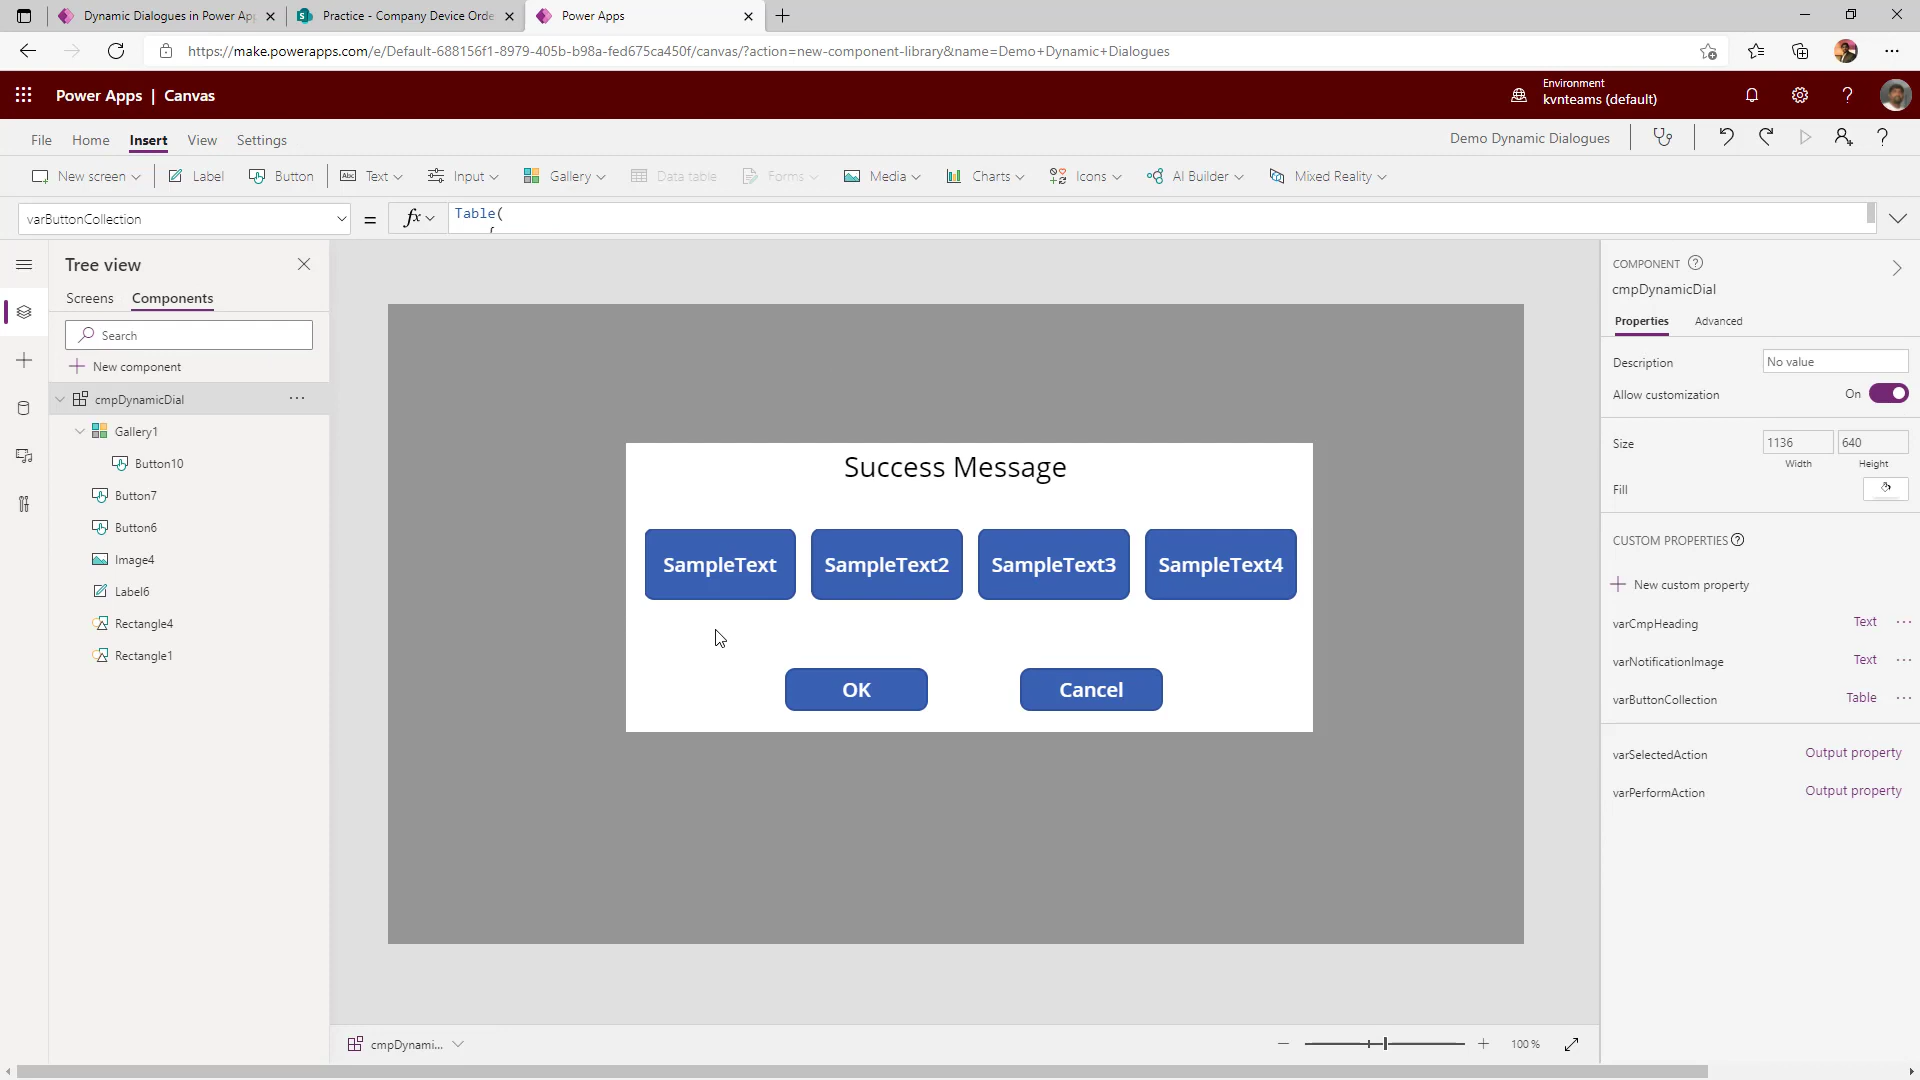 Dynamic Dialogues in Power App
Practice - Company Device Orde
Power Apps
https://make.powerapps.com/e/Default-688156f1-8979-405b-b98a-fed675ca450f/canvas/?action=new-component-library&name=Demo+Dynamic+Dialogues
Power Apps | Canvas
Environment
kvnteams (default)
File Home Insert View Settings
Demo Dynamic Dialogues
New screen Label Button Text Input Gallery Data table Forms Media Charts Icons AI Builder Mixed Reality
varButtonCollection = fx Table(
{
Tree view
Screens Components
Search
New component
cmpDynamicDial
Gallery1
Button10
Button7
Button6
Image4
Label6
Rectangle4
Rectangle1
Success Message
SampleText SampleText2 SampleText3 SampleText4
OK Cancel
cmpDynami...
100 %
COMPONENT
cmpDynamicDial
Properties Advanced
Description No value
Allow customization On
Size 1136 640
Width Height
Fill
CUSTOM PROPERTIES
New custom property
varCmpHeading Text
varNotificationImage Text
varButtonCollection Table
varSelectedAction Output property
varPerformAction Output property